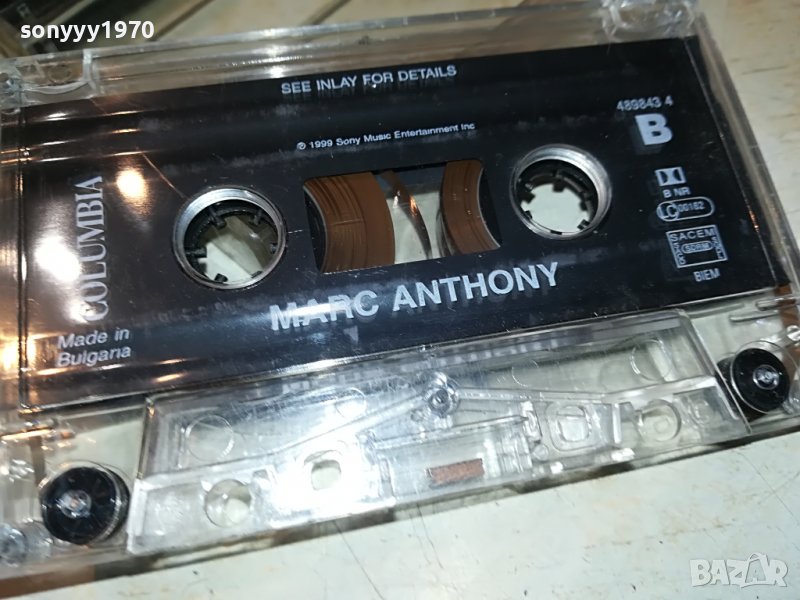 sonyyy1970
SEE INLAY FOR DETAILS
489843 4
B
℗ 1999 Sony Music Entertainment Inc
B NR
LC 00162
SACEM
BIEM
COLUMBIA
Made in
Bulgaria
MARC ANTHONY
BAZAR